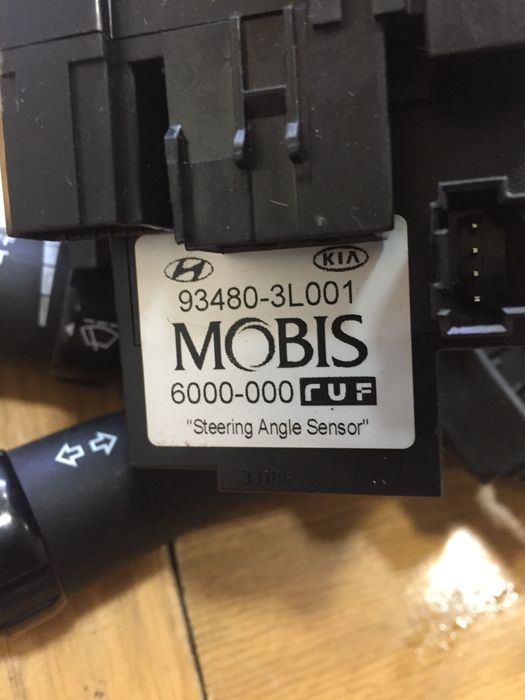 KIA
93480-3L001
MOBIS
6000-000 ruF
"Steering Angle Sensor"